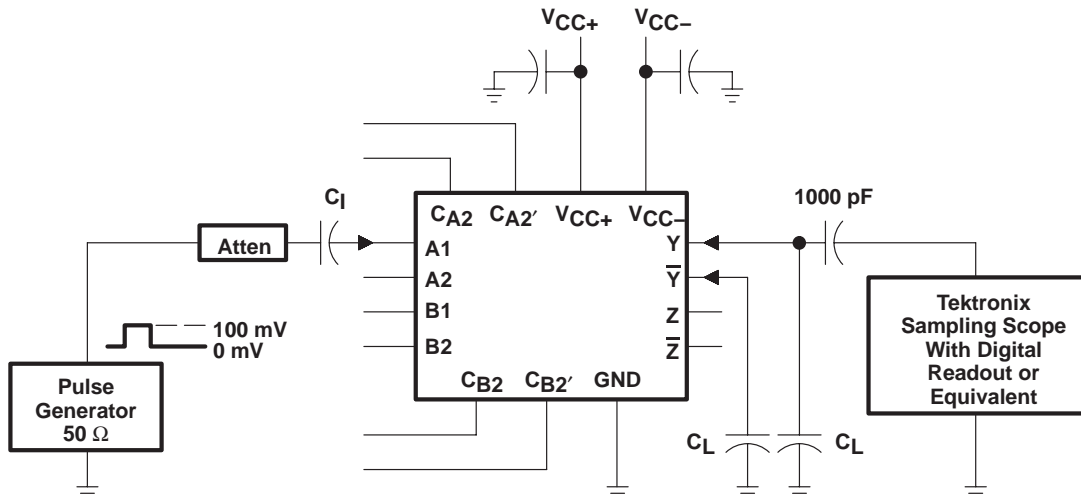 VCC+
VCC−
CI
1000 pF
CA2
CA2′
VCC+
VCC−
Atten
A1
Y
A2
Y̅
B1
Z
B2
Z̅
CB2
CB2′
GND
100 mV
0 mV
Pulse
Generator
50 Ω
Tektronix
Sampling Scope
With Digital
Readout or
Equivalent
CL
CL